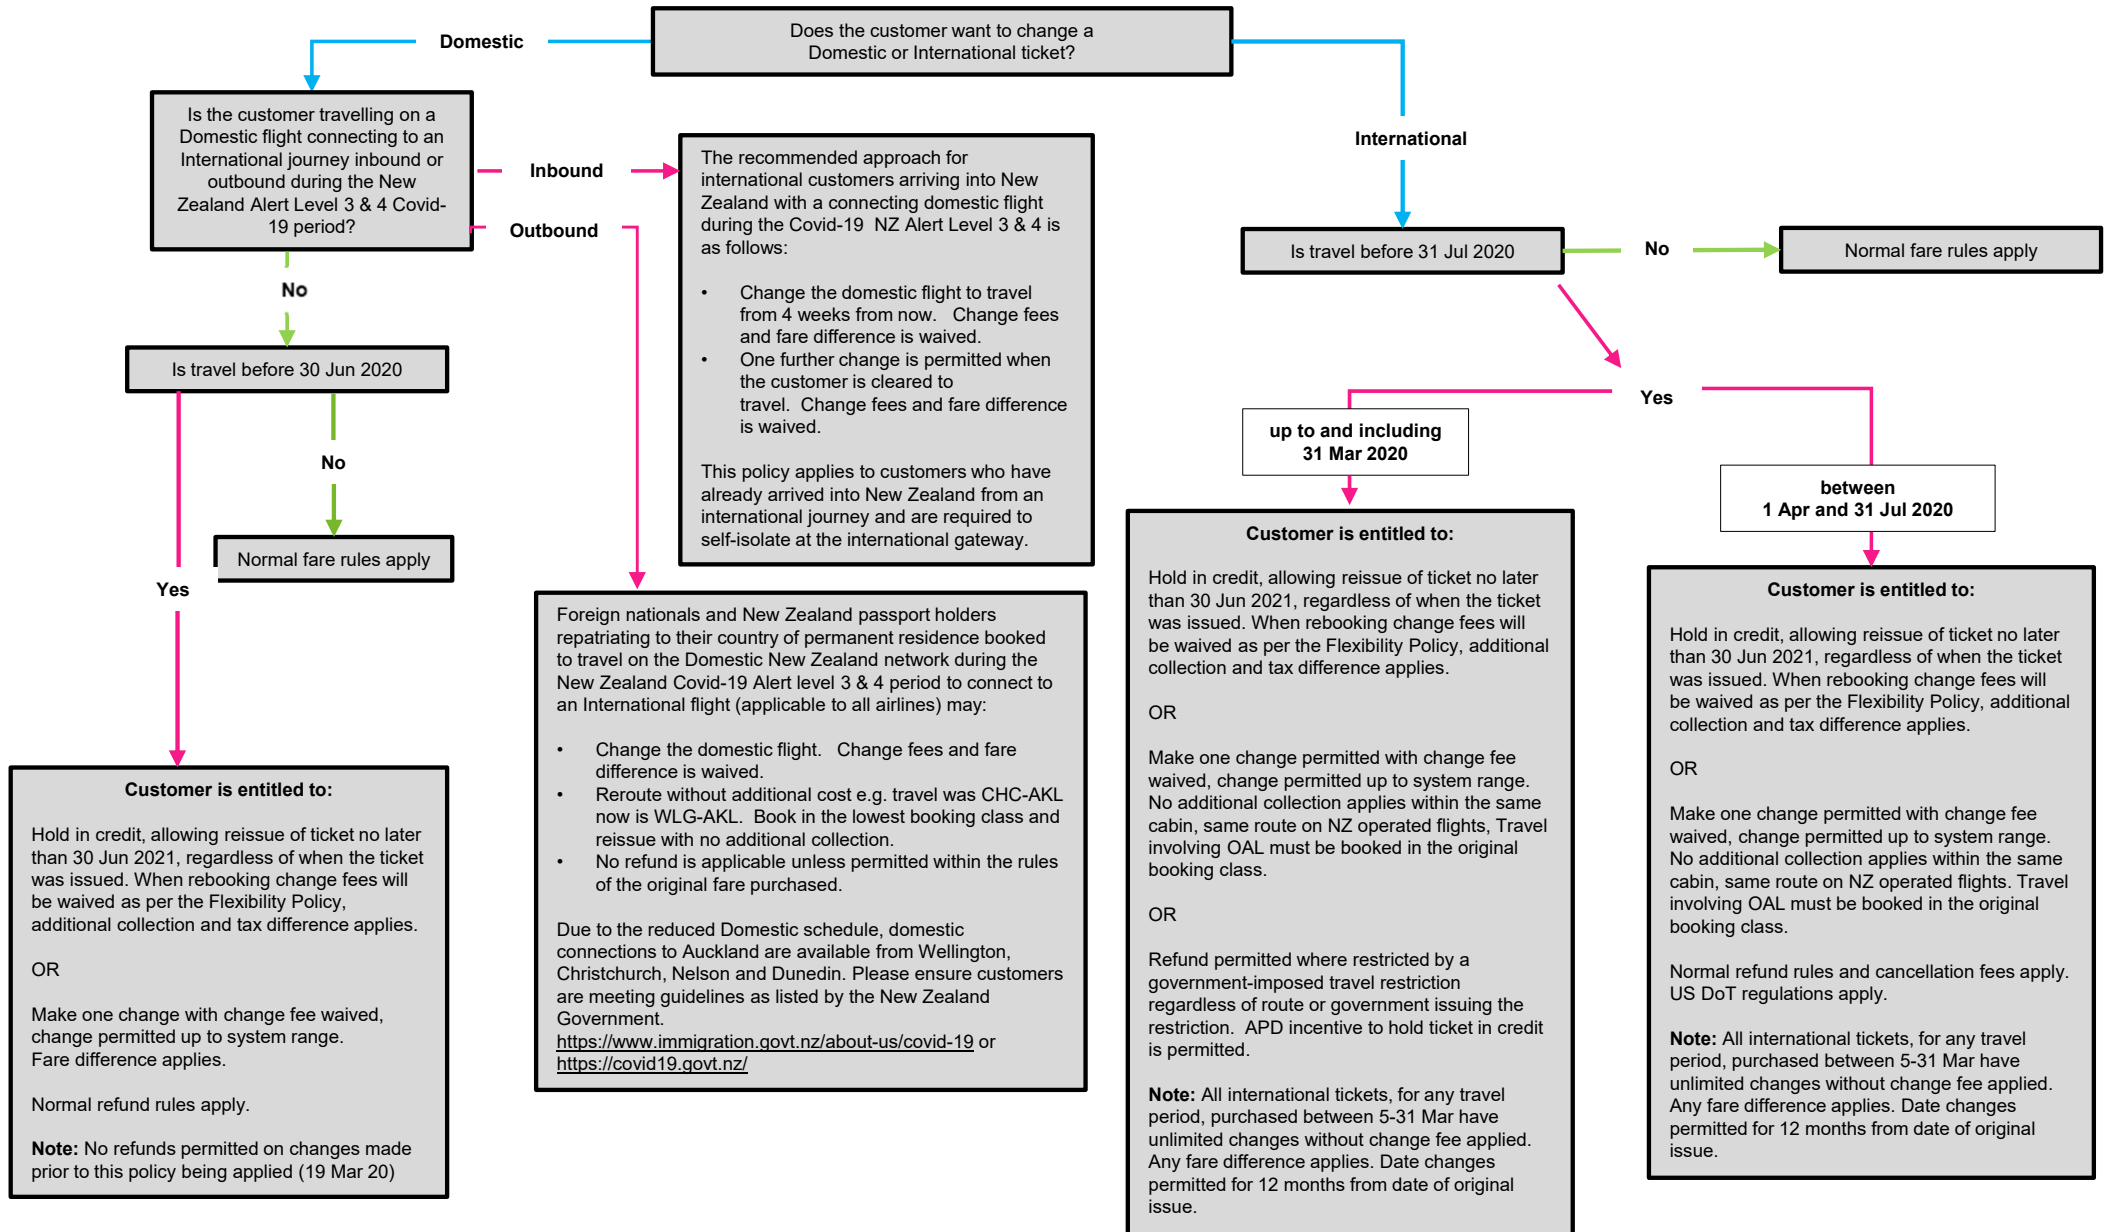 Does the customer want to change a
Domestic or International ticket?
Domestic
International
Is the customer travelling on a
Domestic flight connecting to an
International journey inbound or
outbound during the New
Zealand Alert Level 3 & 4 Covid-
19 period?
Inbound
Outbound
No
Is travel before 30 Jun 2020
No
Normal fare rules apply
Yes
Customer is entitled to:
Hold in credit, allowing reissue of ticket no later
than 30 Jun 2021, regardless of when the ticket
was issued. When rebooking change fees will
be waived as per the Flexibility Policy,
additional collection and tax difference applies.
OR
Make one change with change fee waived,
change permitted up to system range.
Fare difference applies.
Normal refund rules apply.
Note: No refunds permitted on changes made
prior to this policy being applied (19 Mar 20)
The recommended approach for
international customers arriving into New
Zealand with a connecting domestic flight
during the Covid-19 NZ Alert Level 3 & 4 is
as follows:
• Change the domestic flight to travel
from 4 weeks from now. Change fees
and fare difference is waived.
• One further change is permitted when
the customer is cleared to
travel. Change fees and fare difference
is waived.
This policy applies to customers who have
already arrived into New Zealand from an
international journey and are required to
self-isolate at the international gateway.
Foreign nationals and New Zealand passport holders
repatriating to their country of permanent residence booked
to travel on the Domestic New Zealand network during the
New Zealand Covid-19 Alert level 3 & 4 period to connect to
an International flight (applicable to all airlines) may:
• Change the domestic flight. Change fees and fare
difference is waived.
• Reroute without additional cost e.g. travel was CHC-AKL
now is WLG-AKL. Book in the lowest booking class and
reissue with no additional collection.
• No refund is applicable unless permitted within the rules
of the original fare purchased.
Due to the reduced Domestic schedule, domestic
connections to Auckland are available from Wellington,
Christchurch, Nelson and Dunedin. Please ensure customers
are meeting guidelines as listed by the New Zealand
Government.
https://www.immigration.govt.nz/about-us/covid-19 or
https://covid19.govt.nz/
Is travel before 31 Jul 2020
No
Normal fare rules apply
Yes
up to and including
31 Mar 2020
between
1 Apr and 31 Jul 2020
Customer is entitled to:
Hold in credit, allowing reissue of ticket no later
than 30 Jun 2021, regardless of when the ticket
was issued. When rebooking change fees will
be waived as per the Flexibility Policy, additional
collection and tax difference applies.
OR
Make one change permitted with change fee
waived, change permitted up to system range.
No additional collection applies within the same
cabin, same route on NZ operated flights, Travel
involving OAL must be booked in the original
booking class.
OR
Refund permitted where restricted by a
government-imposed travel restriction
regardless of route or government issuing the
restriction. APD incentive to hold ticket in credit
is permitted.
Note: All international tickets, for any travel
period, purchased between 5-31 Mar have
unlimited changes without change fee applied.
Any fare difference applies. Date changes
permitted for 12 months from date of original
issue.
Customer is entitled to:
Hold in credit, allowing reissue of ticket no later
than 30 Jun 2021, regardless of when the ticket
was issued. When rebooking change fees will
be waived as per the Flexibility Policy, additional
collection and tax difference applies.
OR
Make one change permitted with change fee
waived, change permitted up to system range.
No additional collection applies within the same
cabin, same route on NZ operated flights. Travel
involving OAL must be booked in the original
booking class.
Normal refund rules and cancellation fees apply.
US DoT regulations apply.
Note: All international tickets, for any travel
period, purchased between 5-31 Mar have
unlimited changes without change fee applied.
Any fare difference applies. Date changes
permitted for 12 months from date of original
issue.